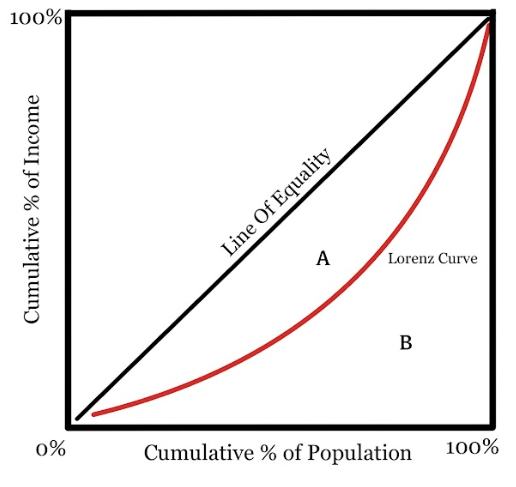 100%
Cumulative % of Income
Line Of Equality
A
Lorenz Curve
B
0%
Cumulative % of Population
100%